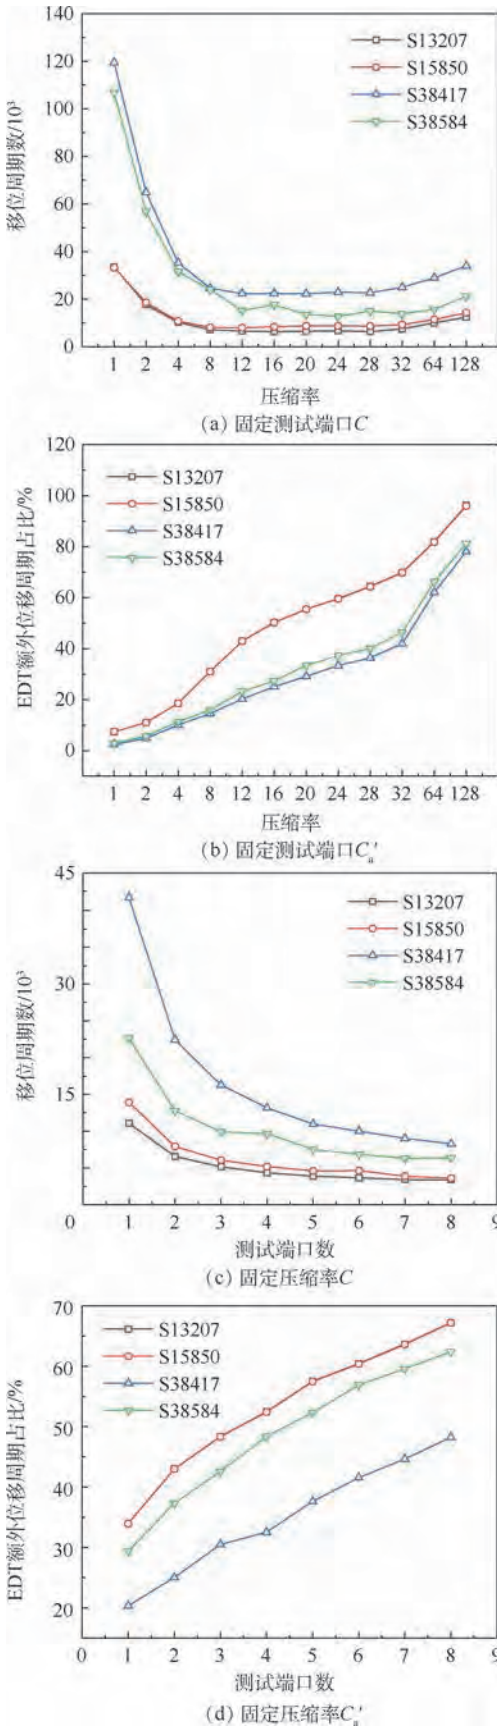 140
120
100
80
60
40
20
0
移位周期数/10³
S13207
S15850
S38417
S38584
1 2 4 8 12 16 20 24 28 32 64 128
压缩率
(a) 固定测试端口C
120
100
80
60
40
20
0
EDT额外位移周期占比/%
S13207
S15850
S38417
S38584
1 2 4 8 12 16 20 24 28 32 64 128
压缩率
(b) 固定测试端口Cₐ′
45
30
15
移位周期数/10³
S13207
S15850
S38417
S38584
0 1 2 3 4 5 6 7 8 9
测试端口数
(c) 固定压缩率C
70
60
50
40
30
20
EDT额外位移周期占比/%
S13207
S15850
S38417
S38584
0 1 2 3 4 5 6 7 8 9
测试端口数
(d) 固定压缩率Cₐ′